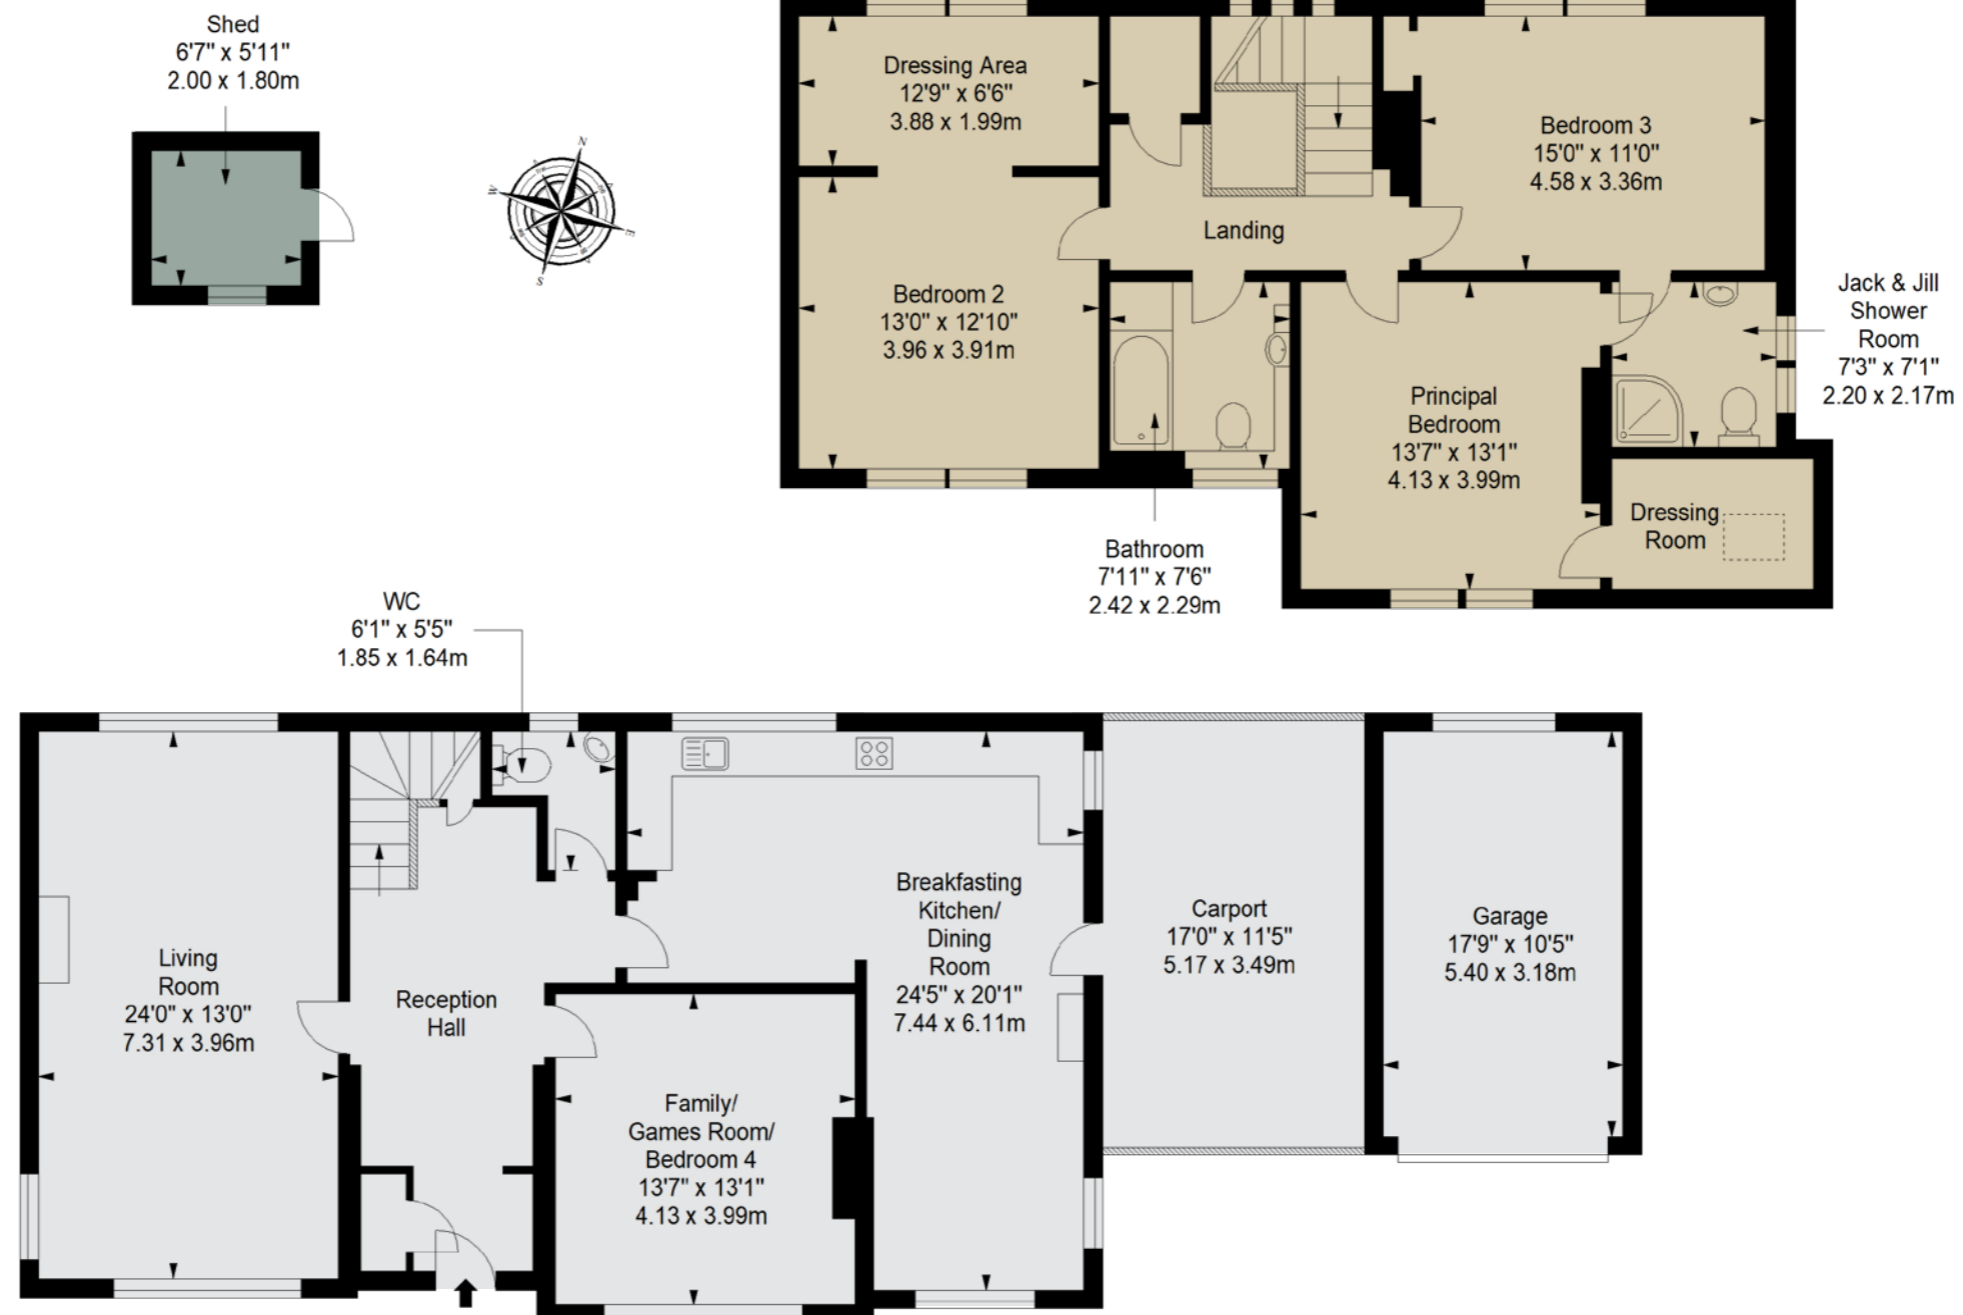 Shed
6'7" x 5'11"
2.00 x 1.80m
N
W
E
S
Dressing Area
12'9" x 6'6"
3.88 x 1.99m
Bedroom 3
15'0" x 11'0"
4.58 x 3.36m
Landing
Bedroom 2
13'0" x 12'10"
3.96 x 3.91m
Jack & Jill
Shower
Room
7'3" x 7'1"
2.20 x 2.17m
Principal
Bedroom
13'7" x 13'1"
4.13 x 3.99m
Dressing
Room
Bathroom
7'11" x 7'6"
2.42 x 2.29m
WC
6'1" x 5'5"
1.85 x 1.64m
Living
Room
24'0" x 13'0"
7.31 x 3.96m
Reception
Hall
Breakfasting
Kitchen/
Dining
Room
24'5" x 20'1"
7.44 x 6.11m
Carport
17'0" x 11'5"
5.17 x 3.49m
Garage
17'9" x 10'5"
5.40 x 3.18m
Family/
Games Room/
Bedroom 4
13'7" x 13'1"
4.13 x 3.99m